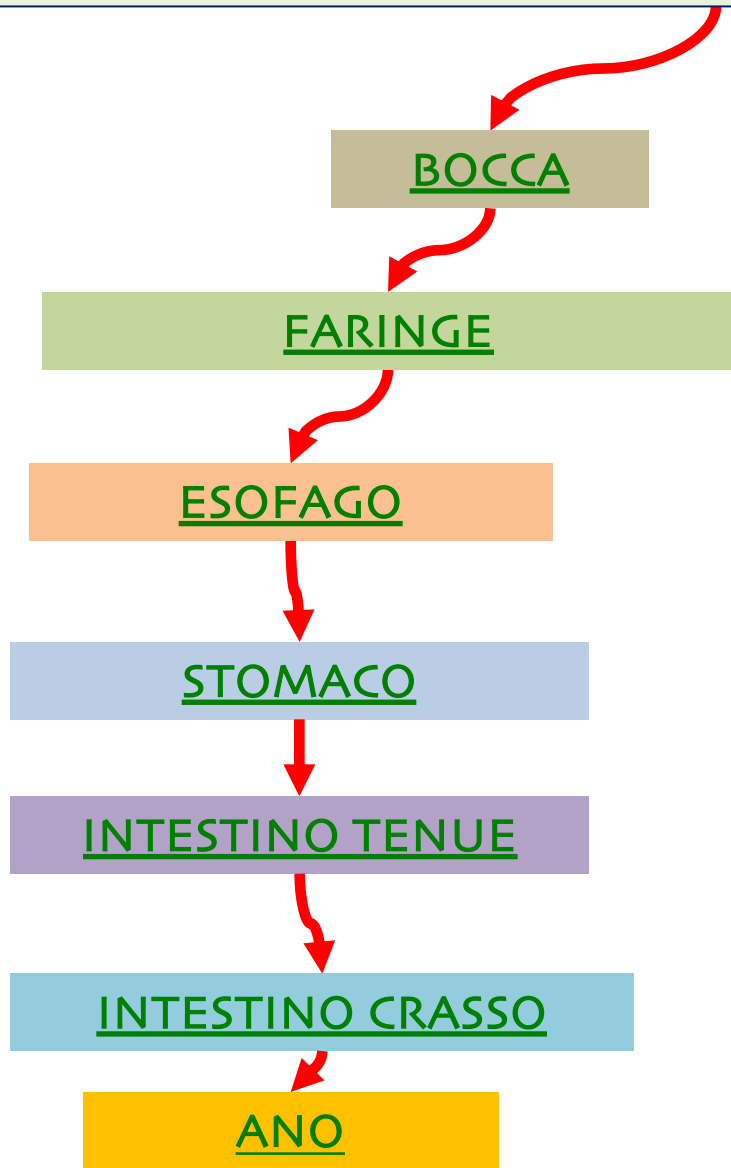 BOCCA
FARINGE
ESOFAGO
STOMACO
INTESTINO TENUE
INTESTINO CRASSO
ANO